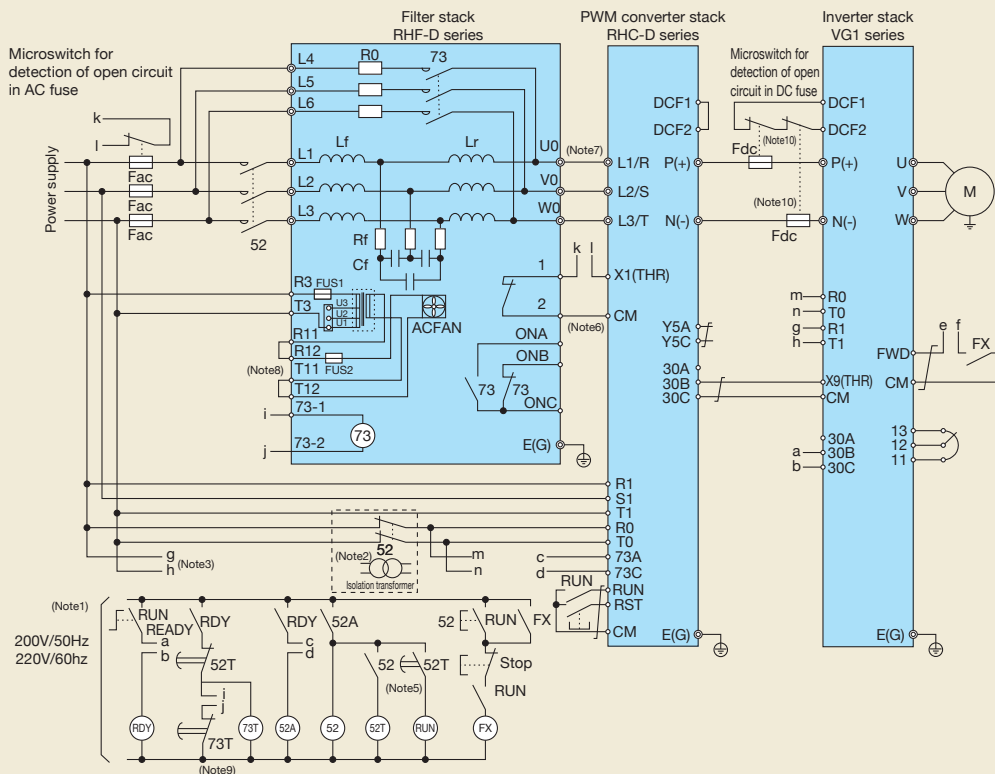 Filter stack
RHF-D series
PWM converter stack
RHC-D series
Inverter stack
VG1 series
Microswitch for
detection of open circuit
in AC fuse
Microswitch for
detection of open
circuit in DC fuse
k
l
Power supply
Fac
Fac
Fac
52
L4
L5
L6
R0
73
L1
L2
L3
Lf
Lr
U0
V0
W0
(Note7)
Rf
Cf
R3
FUS1
T3
U3
U2
U1
ACFAN
R11
R12
FUS2
(Note8)
T11
T12
73-1
i
73
73-2
j
1
2
k
l
(Note6)
ONA
ONB
73
73
ONC
E(G)
DCF1
DCF2
L1/R
P(+)
L2/S
L3/T
N(-)
X1(THR)
CM
Y5A
Y5C
30A
30B
30C
R1
S1
T1
R0
T0
73A
73C
c
d
RUN
RUN
RST
CM
E(G)
(Note10)
Fdc
(Note10)
Fdc
DCF1
DCF2
P(+)
N(-)
U
V
W
M
m
n
g
h
R0
T0
R1
T1
FWD
CM
e
f
FX
X9(THR)
CM
30A
30B
30C
a
b
13
12
11
E(G)
g
h
(Note3)
(Note2)
52
Isolation transformer
m
n
(Note1)
200V/50Hz
220V/60hz
RUN
READY
a
b
RDY
RDY
52T
i
j
73T
(Note9)
73T
RDY
c
d
52A
52A
52
52
52T
52T
(Note5)
RUN
52
RUN
FX
Stop
RUN
FX